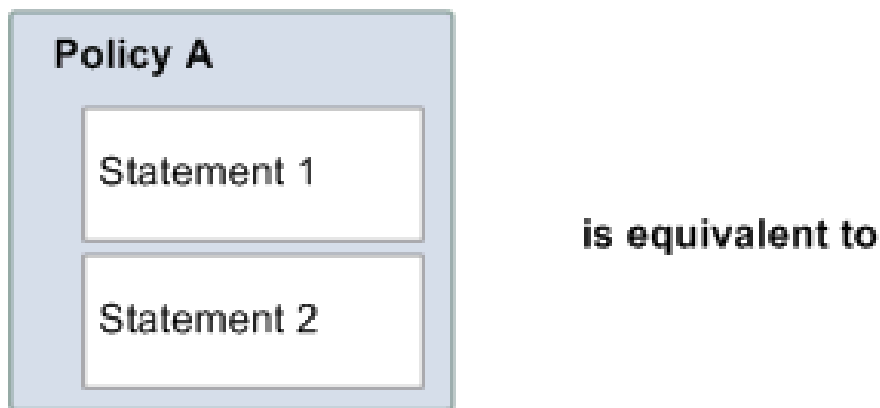 Policy A
Statement 1
is equivalent to
Statement 2